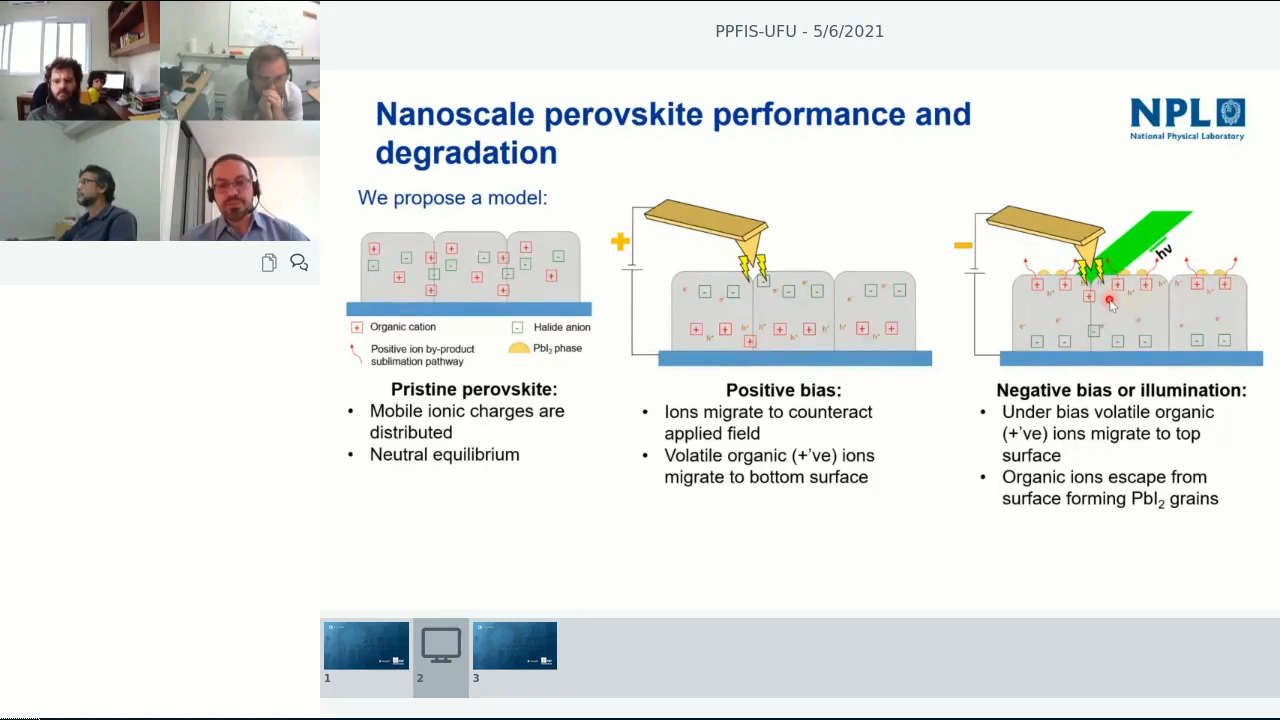 PPFIS-UFU - 5/6/2021
Nanoscale perovskite performance and
degradation
NPL
National Physical Laboratory
We propose a model:
+
−
hv
+ Organic cation
- Halide anion
Positive ion by-product
sublimation pathway
PbI₂ phase
Pristine perovskite:
• Mobile ionic charges are
distributed
• Neutral equilibrium
Positive bias:
• Ions migrate to counteract
applied field
• Volatile organic (+'ve) ions
migrate to bottom surface
Negative bias or illumination:
• Under bias volatile organic
(+'ve) ions migrate to top
surface
• Organic ions escape from
surface forming PbI₂ grains
1
2
3